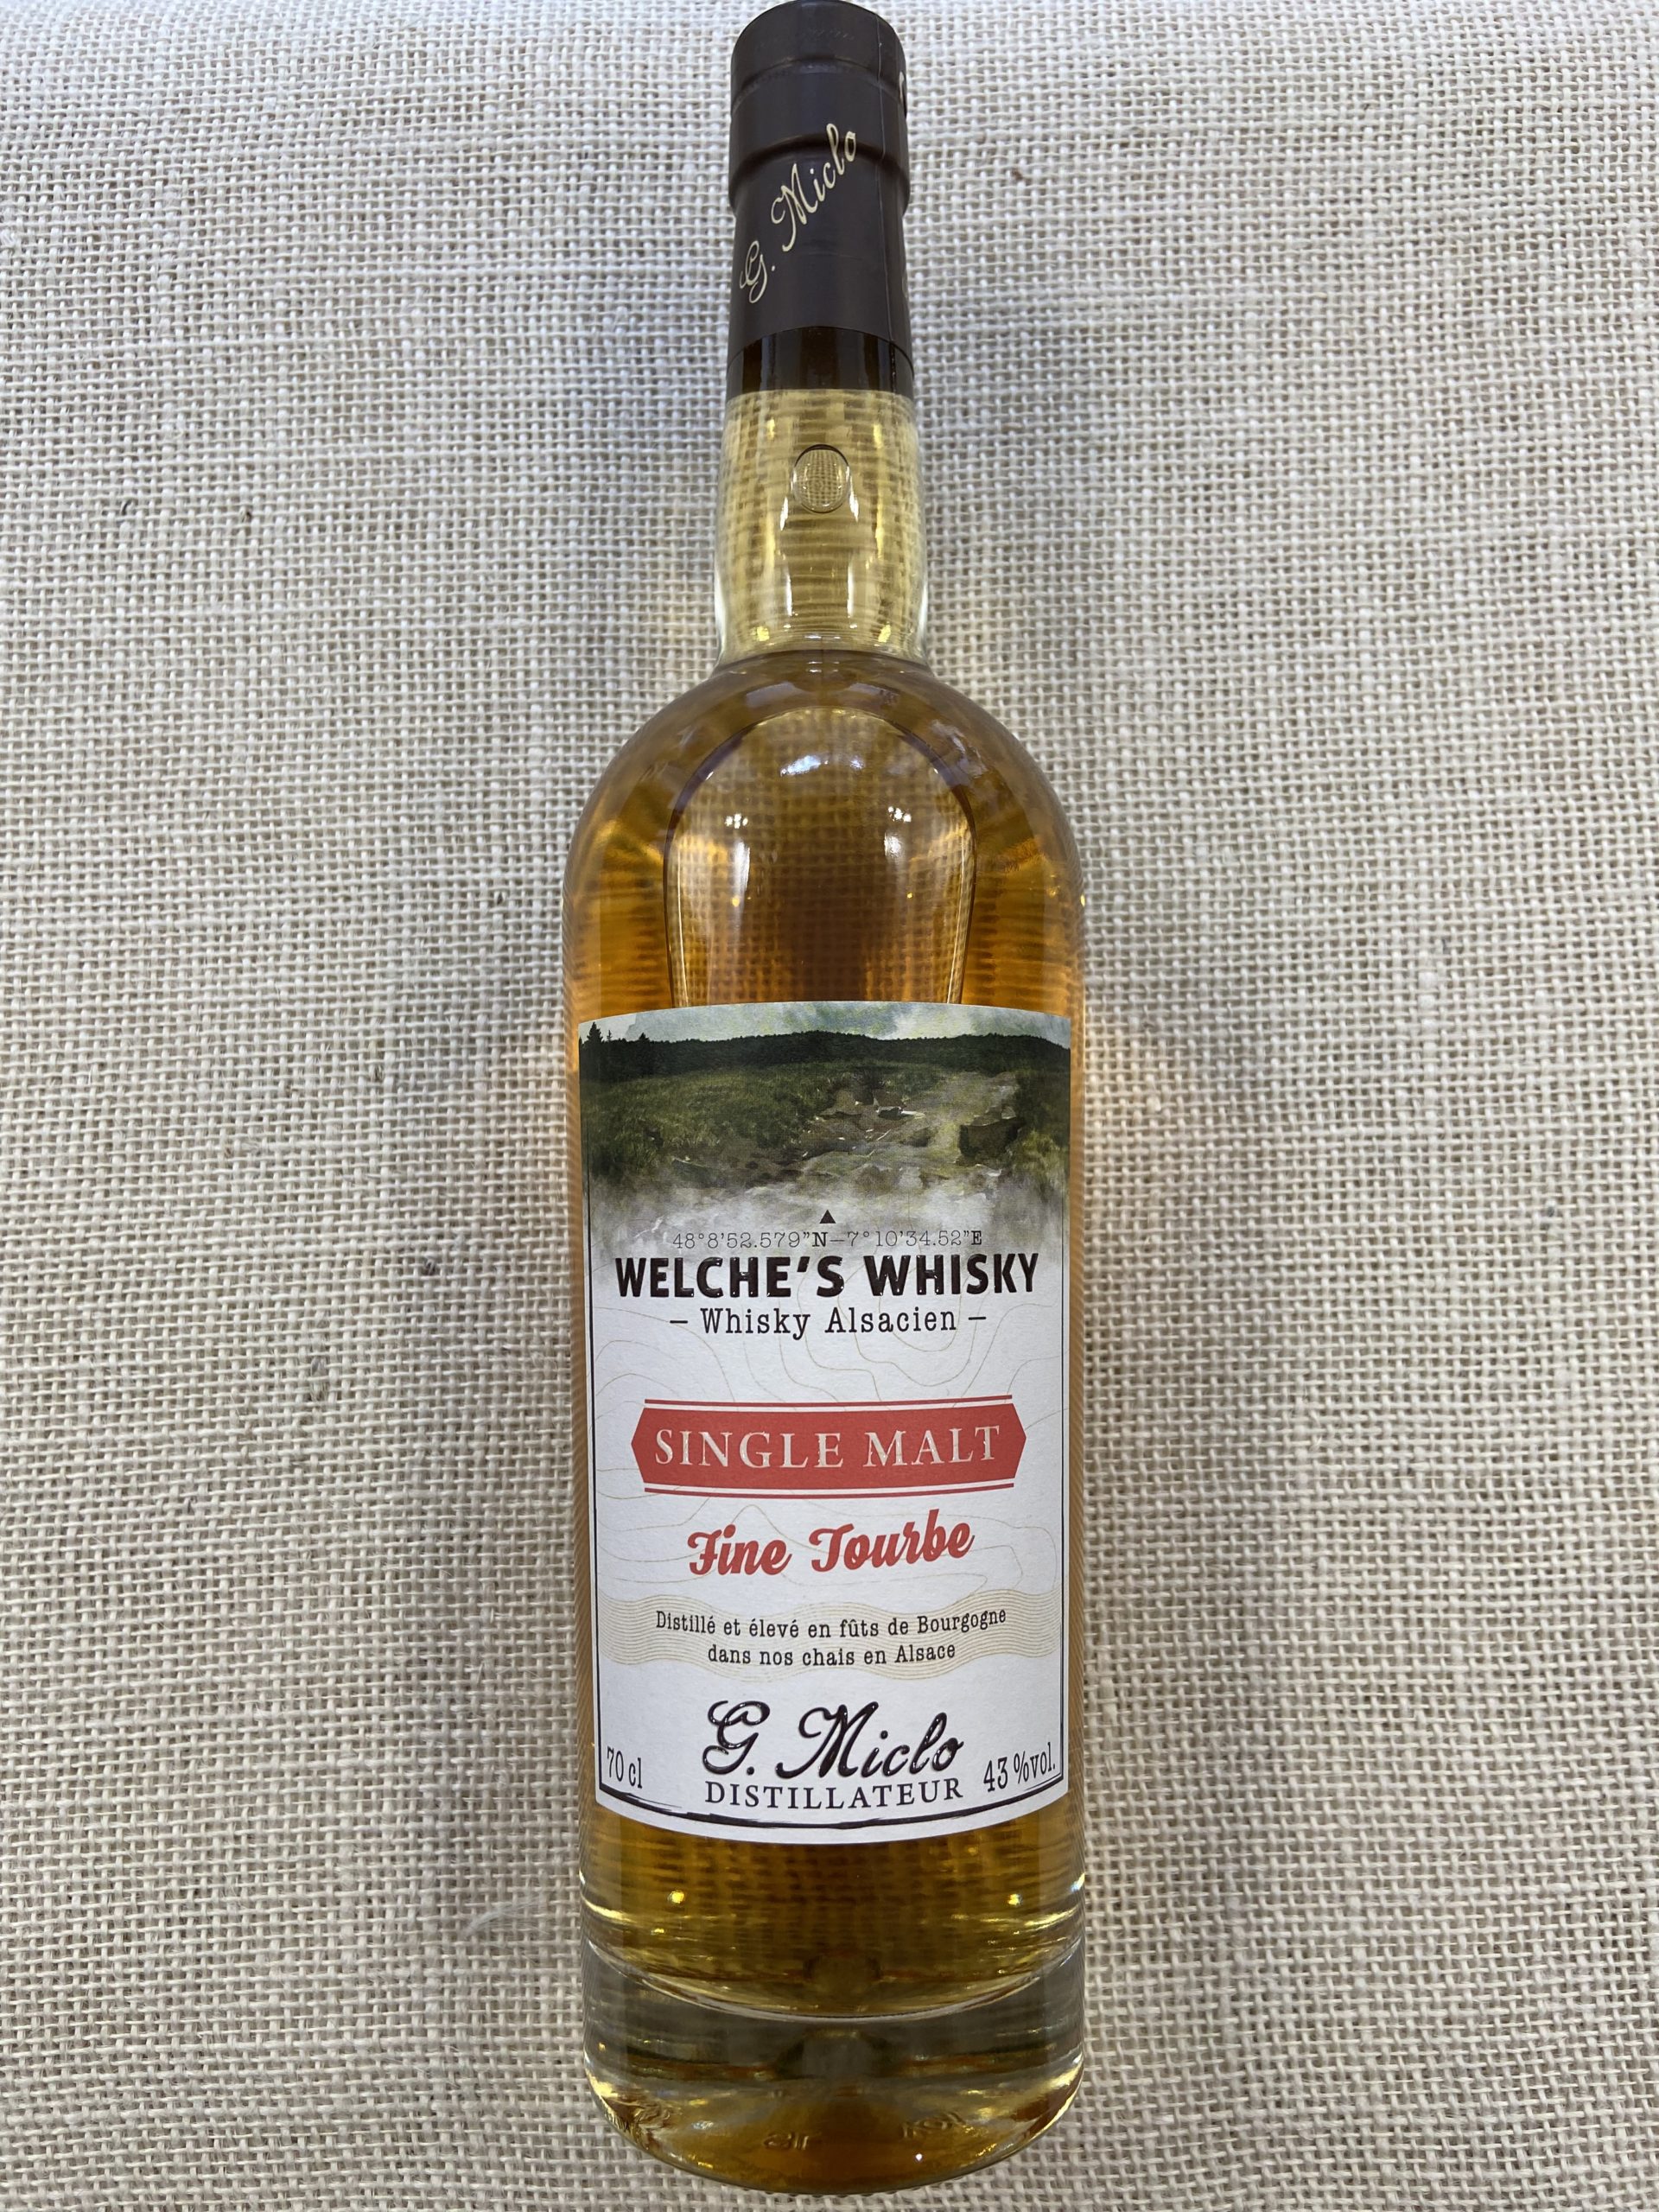 G. Miclo
48°8'52.579"N–7°10'34.52"E
WELCHE'S WHISKY
– Whisky Alsacien –
SINGLE MALT
Fine Tourbe
Distillé et élevé en fûts de Bourgogne
dans nos chais en Alsace
G. Miclo
DISTILLATEUR
70 cl
43 %vol.